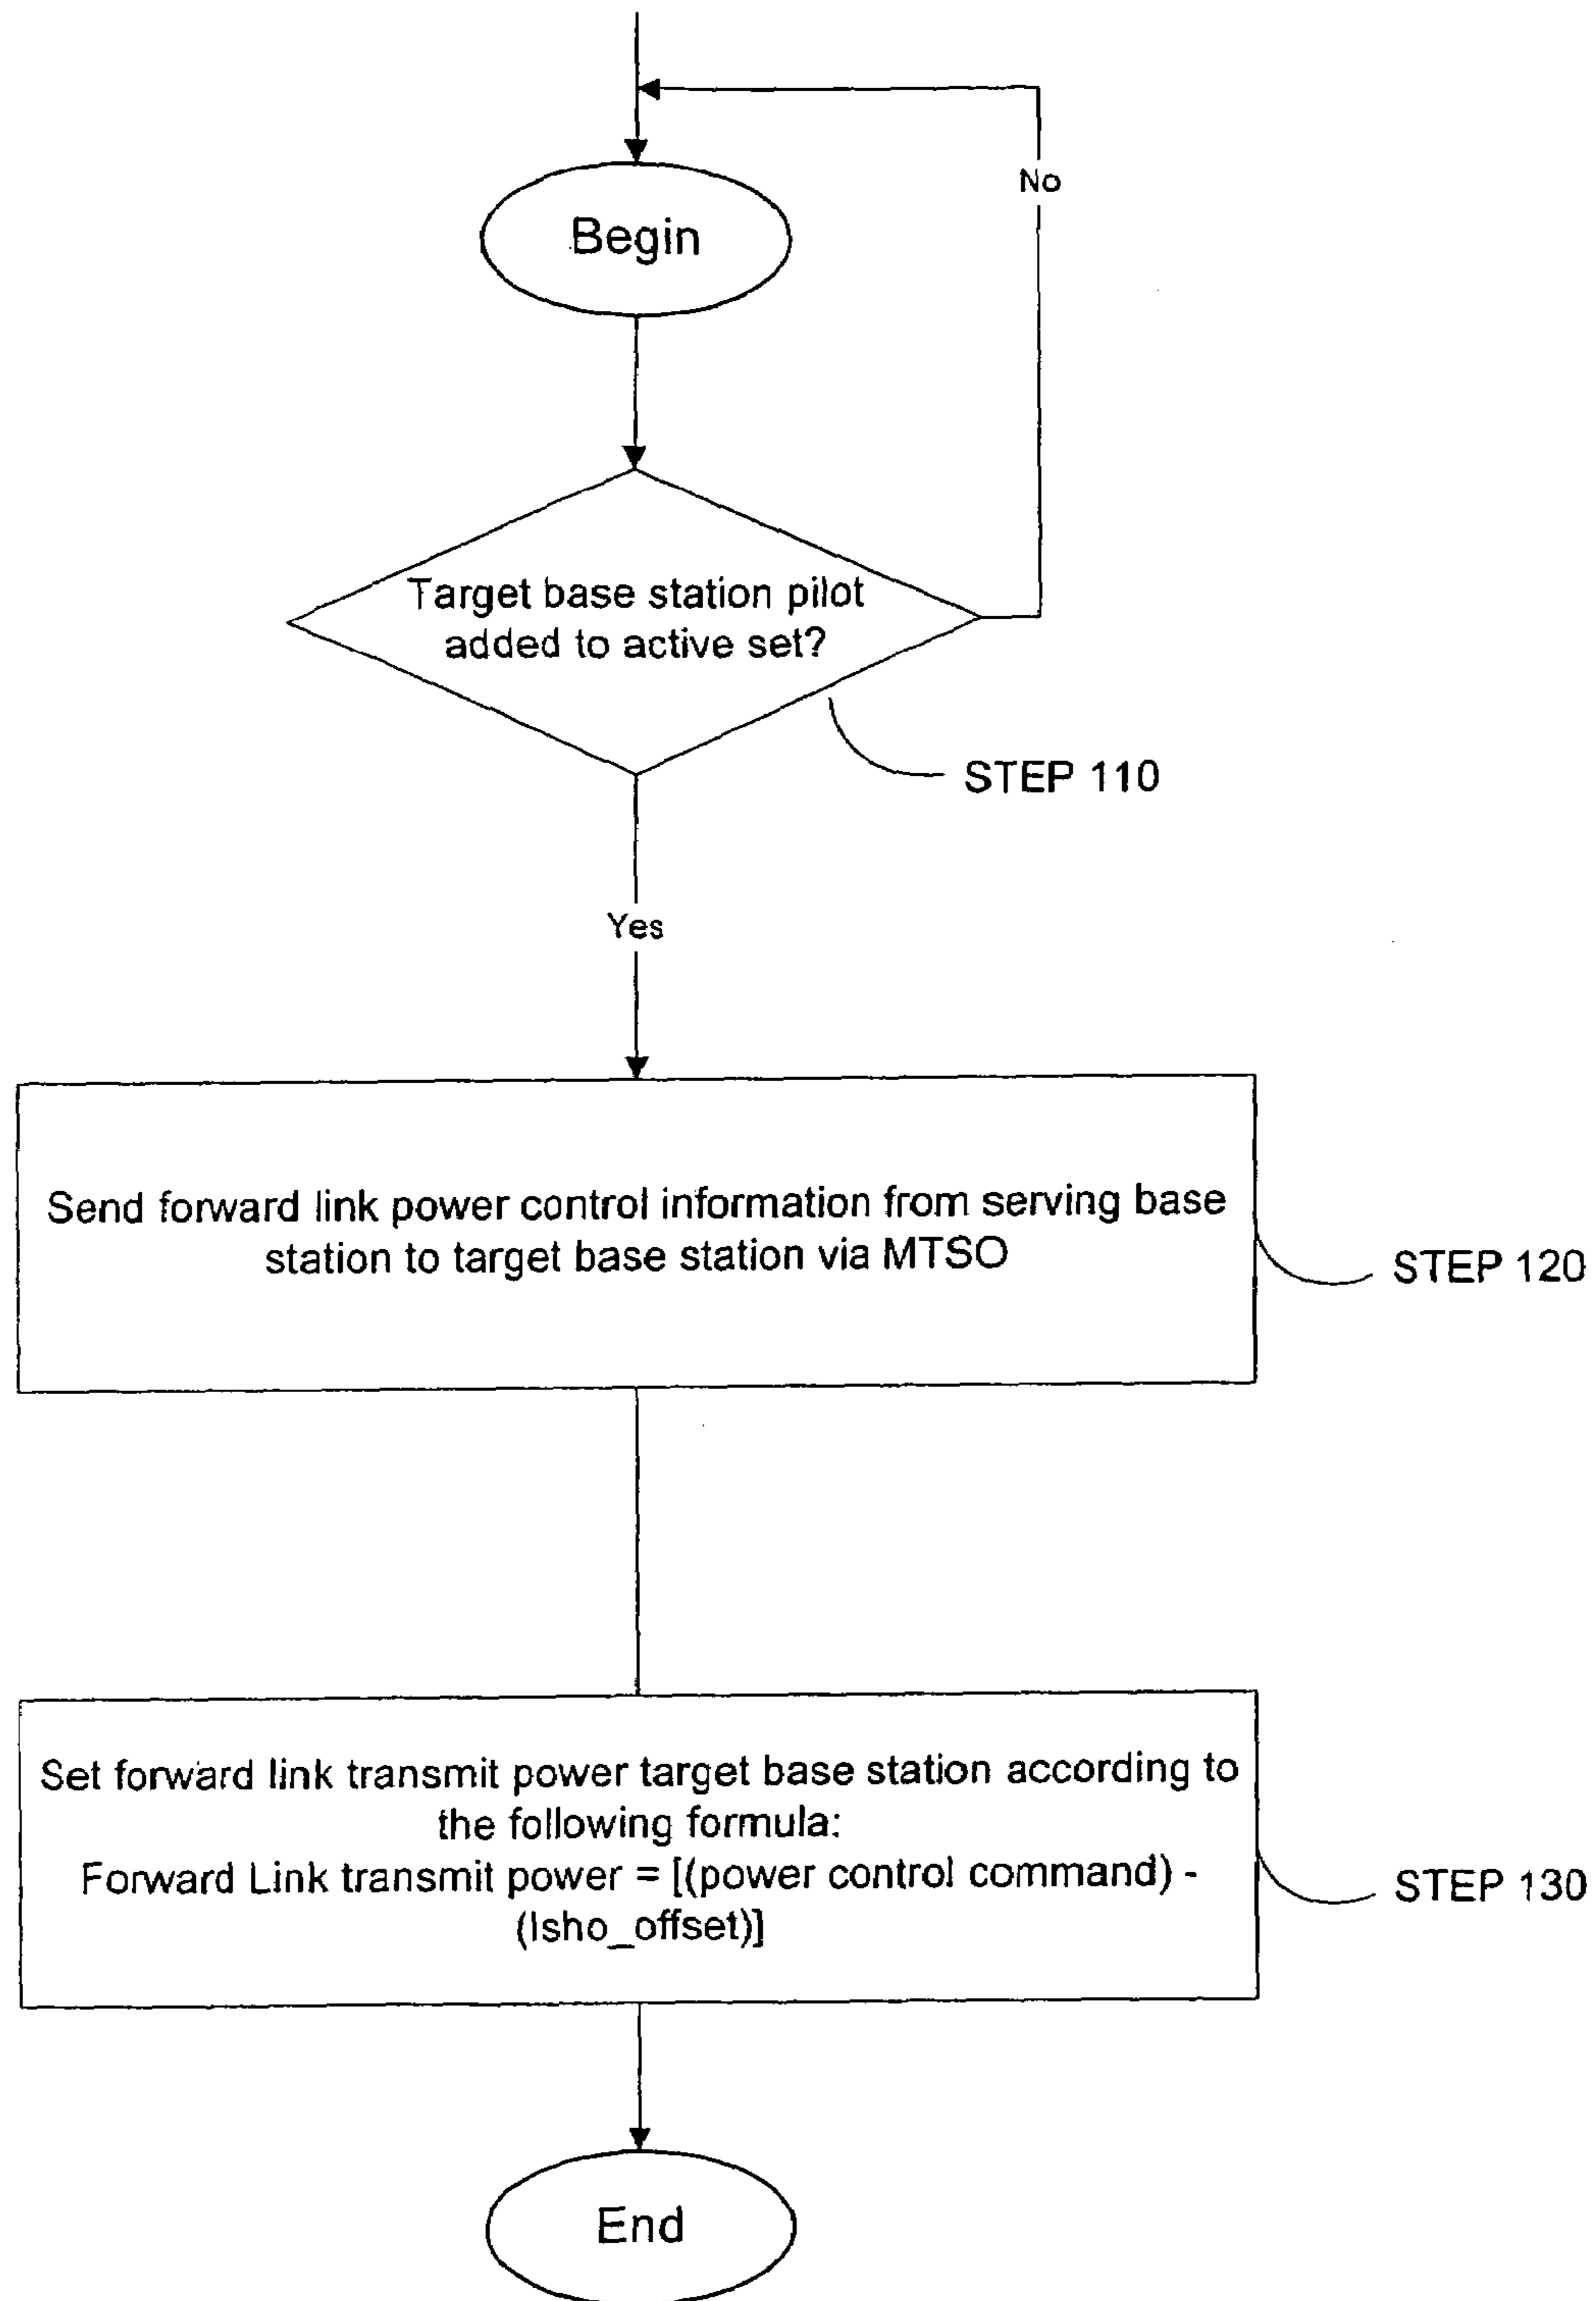 Begin
No
Target base station pilot
added to active set?
STEP 110
Yes
Send forward link power control information from serving base
station to target base station via MTSO
STEP 120
Set forward link transmit power target base station according to
the following formula:
Forward Link transmit power = [(power control command) -
(Isho_offset)]
STEP 130
End